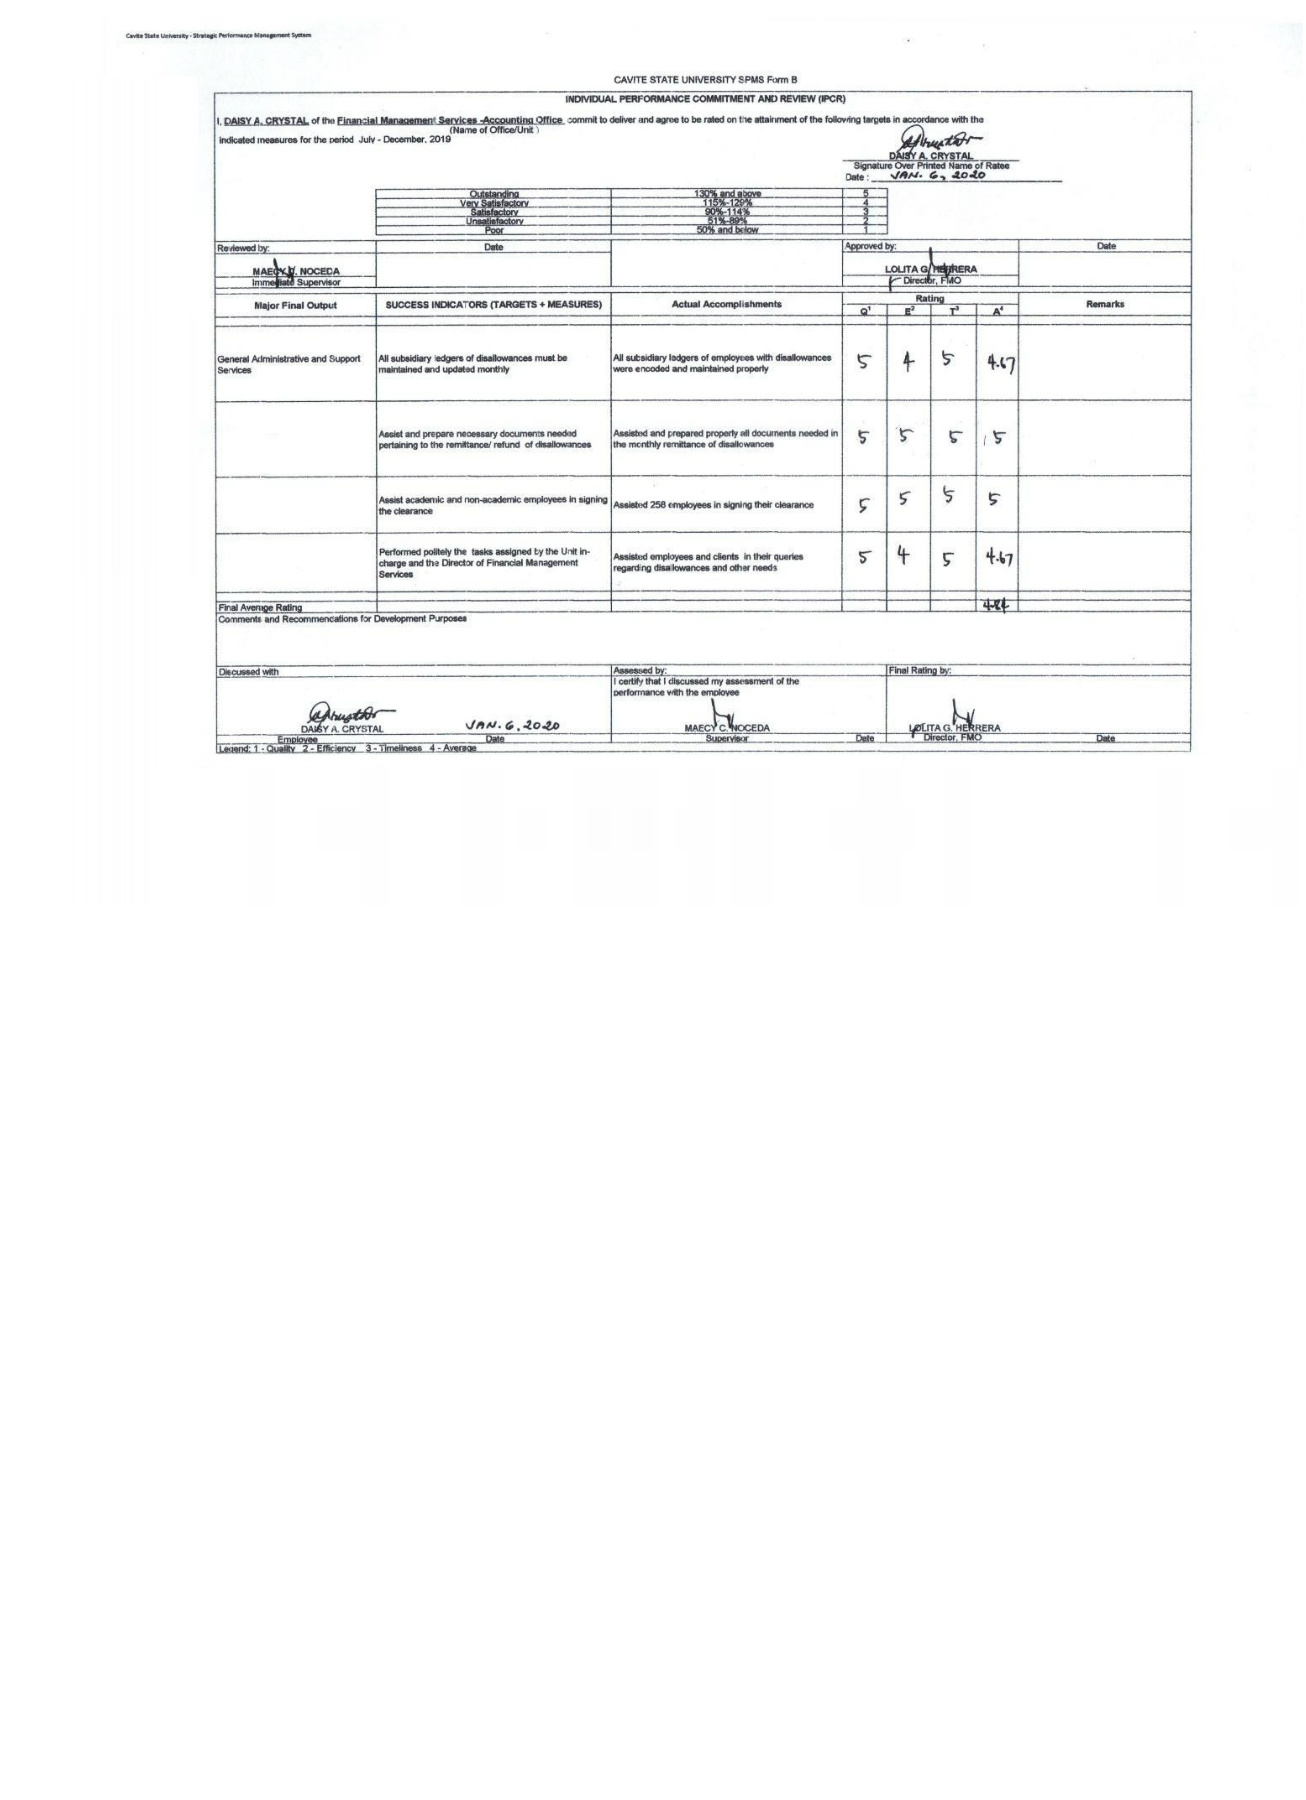 Cavite State University - Strategic Performance Management System
CAVITE STATE UNIVERSITY SPMS Form B
INDIVIDUAL PERFORMANCE COMMITMENT AND REVIEW (IPCR)
I, DAISY A. CRYSTAL of the Financial Management Services -Accounting Office commit to deliver and agree to be rated on the attainment of the following targets in accordance with the
(Name of Office/Unit )
indicated measures for the period July - December, 2019
DAISY A. CRYSTAL
Signature Over Printed Name of Ratee
Date : JAN. 6, 2020
Outstanding 130% and above 5
Very Satisfactory 115%-129% 4
Satisfactory 90%-114% 3
Unsatisfactory 51%-89% 2
Poor 50% and below 1
Reviewed by: Date Approved by: Date
MAECY C. NOCEDA LOLITA G. HERRERA
Immediate Supervisor Director, FMO
Major Final Output SUCCESS INDICATORS (TARGETS + MEASURES) Actual Accomplishments Rating Remarks
Q¹ E² T³ A⁴
General Administrative and Support All subsidiary ledgers of disallowances must be All subsidiary ledgers of employees with disallowances 5 4 5 4.67
Services maintained and updated monthly were encoded and maintained properly
Assist and prepare necessary documents needed Assisted and prepared properly all documents needed in 5 5 5 5
pertaining to the remittance/ refund of disallowances the monthly remittance of disallowances
Assist academic and non-academic employees in signing Assisted 258 employees in signing their clearance 5 5 5 5
the clearance
Performed politely the tasks assigned by the Unit in- Assisted employees and clients in their queries 5 4 5 4.67
charge and the Director of Financial Management regarding disallowances and other needs
Services
Final Average Rating 4.84
Comments and Recommendations for Development Purposes
Discussed with Assessed by: Final Rating by:
I certify that I discussed my assessment of the
performance with the employee
DAISY A. CRYSTAL JAN. 6, 2020 MAECY C. NOCEDA LOLITA G. HERRERA
Employee Date Supervisor Date Director, FMO Date
Legend: 1 - Quality 2 - Efficiency 3 - Timeliness 4 - Average